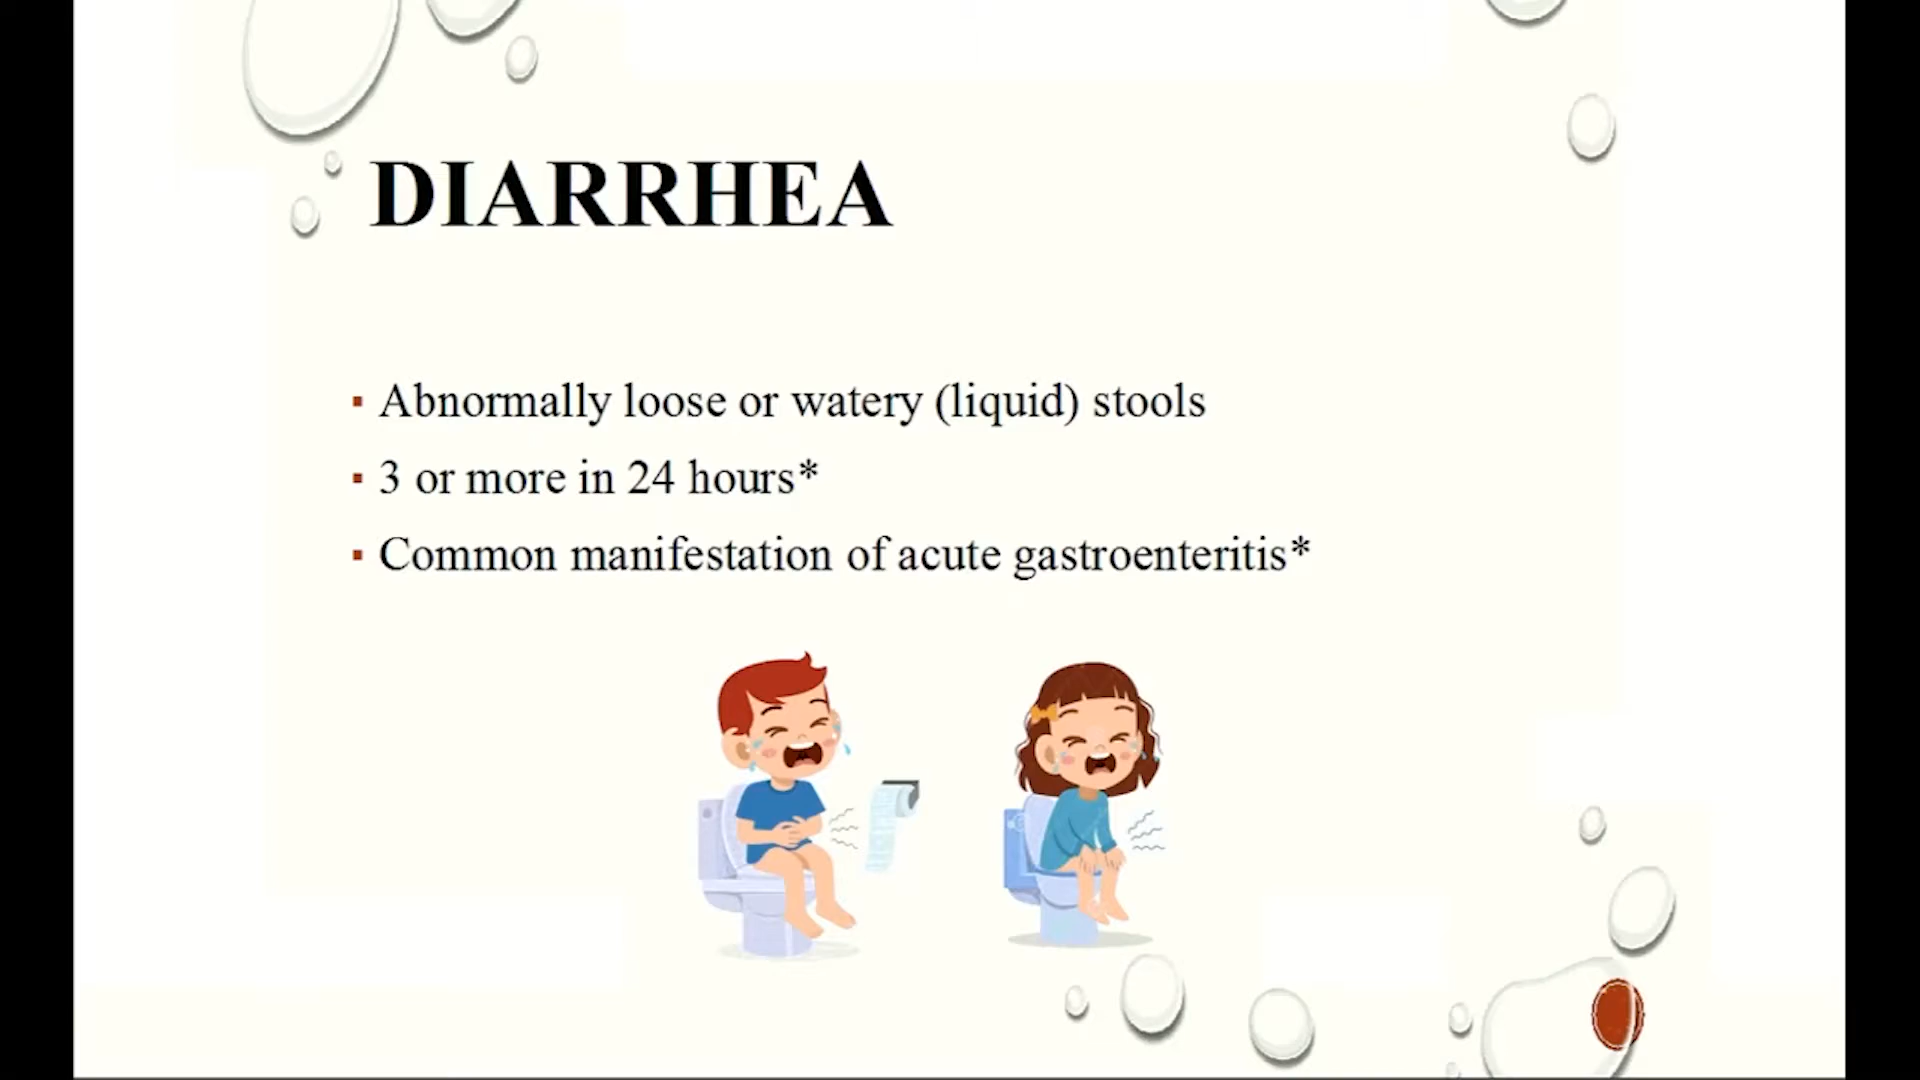 DIARRHEA
▪ Abnormally loose or watery (liquid) stools
▪ 3 or more in 24 hours*
▪ Common manifestation of acute gastroenteritis*